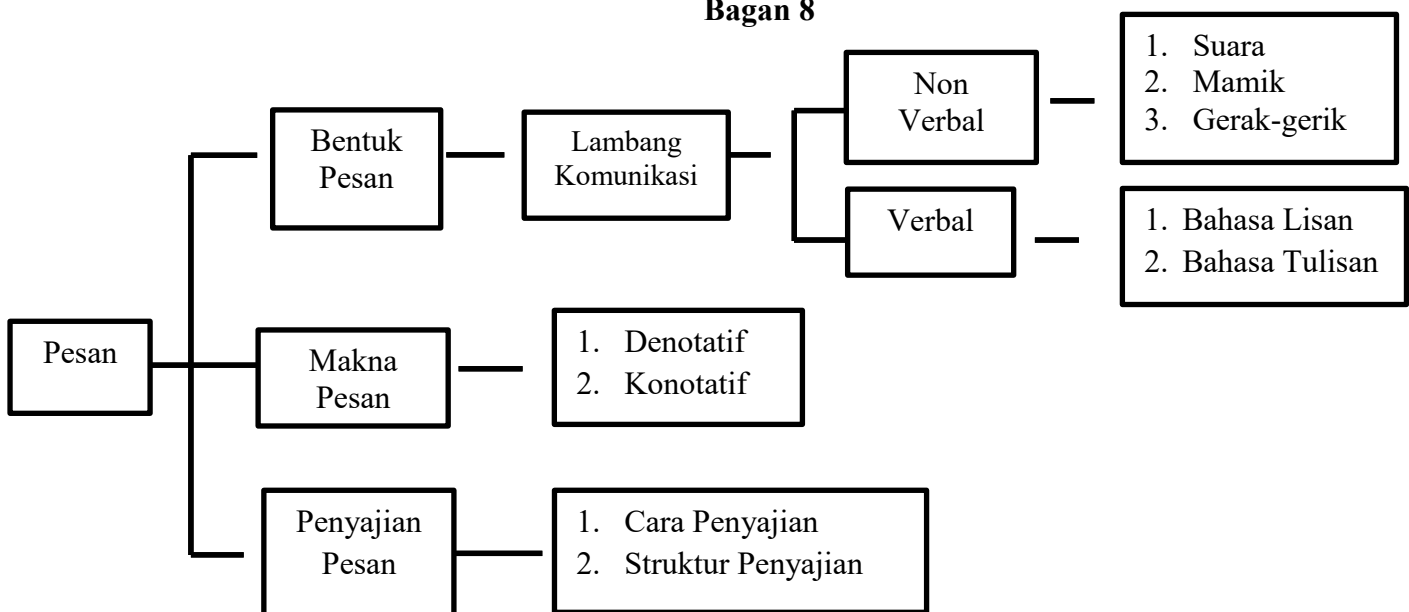 Bagan 8
Pesan
Bentuk
Pesan
Lambang
Komunikasi
Non
Verbal
1. Suara
2. Mamik
3. Gerak-gerik
Verbal
1. Bahasa Lisan
2. Bahasa Tulisan
Makna
Pesan
1. Denotatif
2. Konotatif
Penyajian
Pesan
1. Cara Penyajian
2. Struktur Penyajian